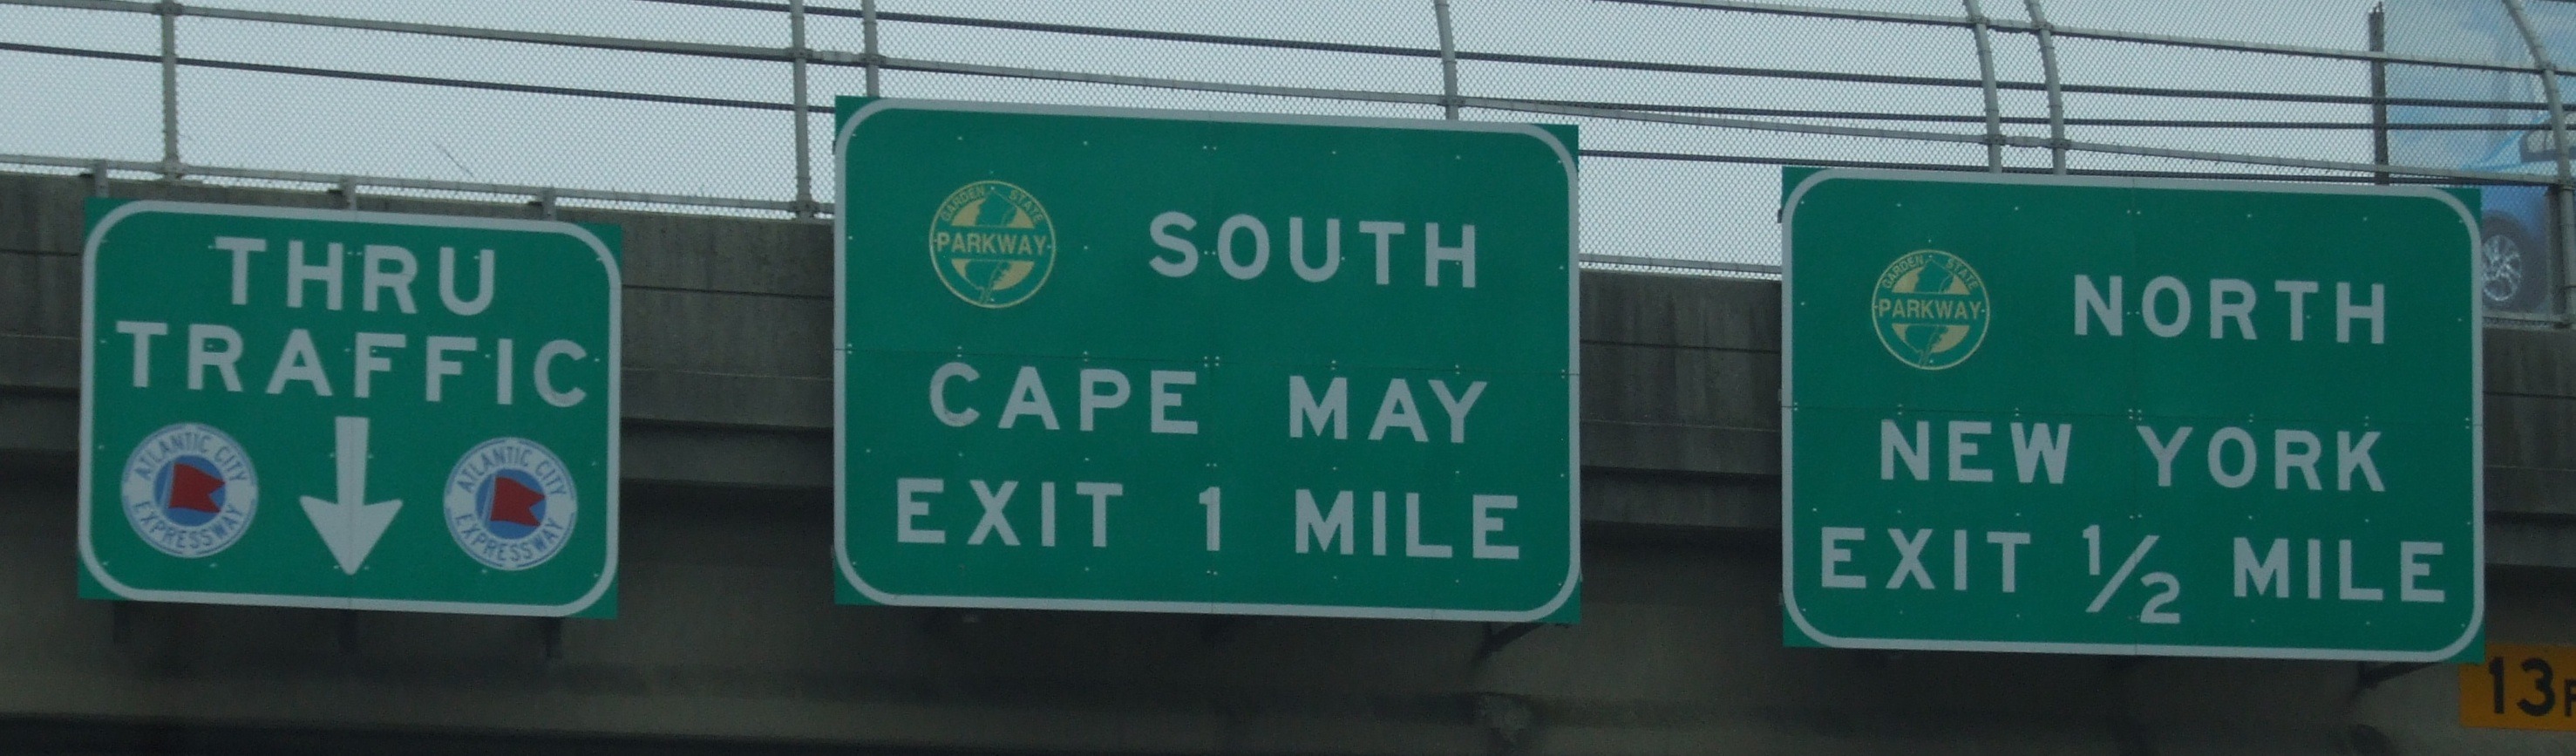 THRU
TRAFFIC
ATLANTIC CITY
EXPRESSWAY
ATLANTIC CITY
EXPRESSWAY
GARDEN STATE
PARKWAY
SOUTH
CAPE MAY
EXIT 1 MILE
GARDEN STATE
PARKWAY
NORTH
NEW YORK
EXIT 1/2 MILE
13F